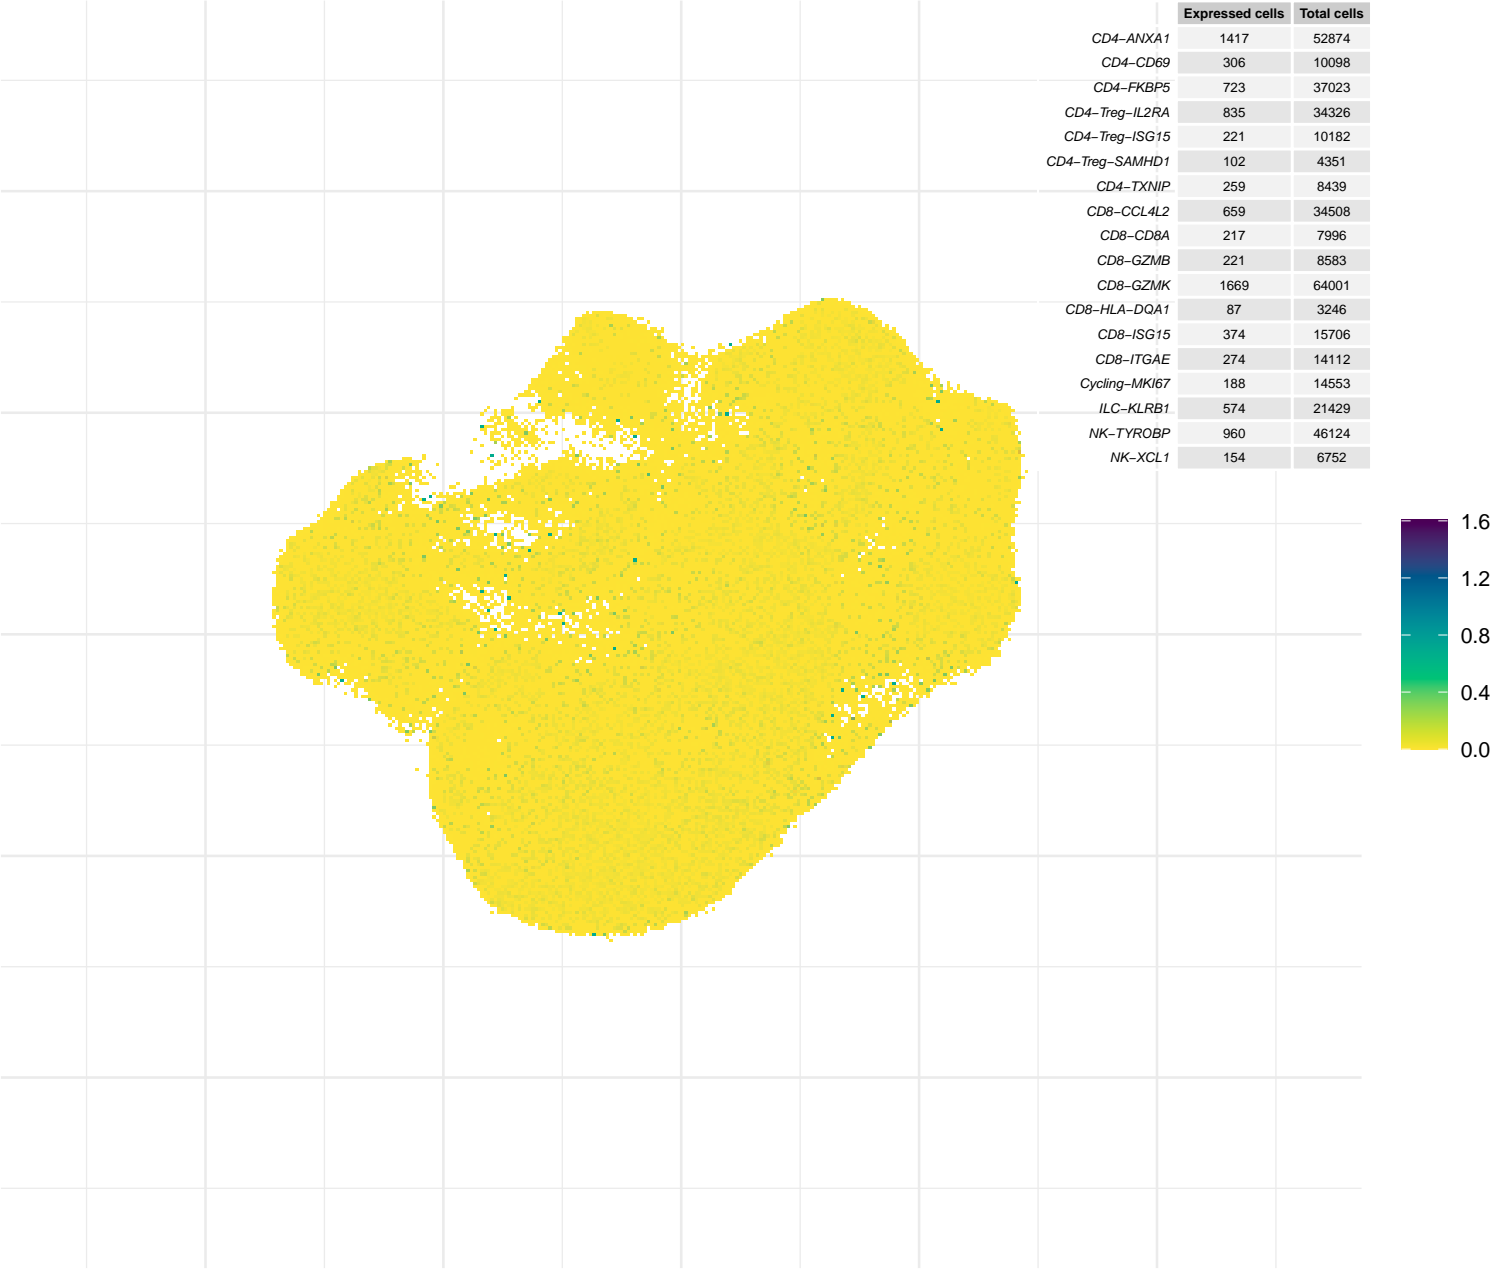 Expressed cells Total cells
CD4−ANXA1 1417 52874
CD4−CD69 306 10098
CD4−FKBP5 723 37023
CD4−Treg−IL2RA 835 34326
CD4−Treg−ISG15 221 10182
CD4−Treg−SAMHD1 102 4351
CD4−TXNIP 259 8439
CD8−CCL4L2 659 34508
CD8−CD8A 217 7996
CD8−GZMB 221 8583
CD8−GZMK 1669 64001
CD8−HLA−DQA1 87 3246
CD8−ISG15 374 15706
CD8−ITGAE 274 14112
Cycling−MKI67 188 14553
ILC−KLRB1 574 21429
NK−TYROBP 960 46124
NK−XCL1 154 6752
1.6
1.2
0.8
0.4
0.0